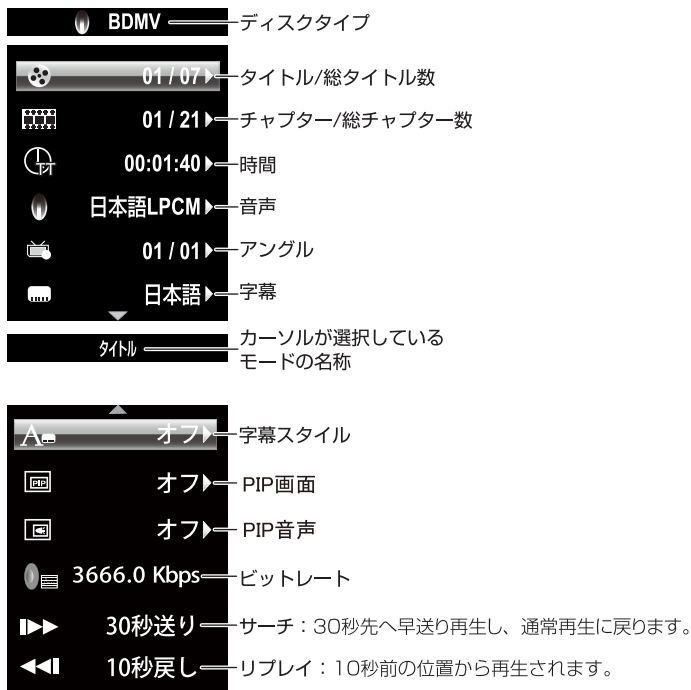 BDMV ディスクタイプ
01 / 07 タイトル/総タイトル数
01 / 21 チャプター/総チャプター数
00:01:40 時間
日本語LPCM 音声
01 / 01 アングル
日本語 字幕
タイトル カーソルが選択している
モードの名称
A オフ 字幕スタイル
PIP オフ PIP画面
オフ PIP音声
3666.0 Kbps ビットレート
30秒送り サーチ：30秒先へ早送り再生し、通常再生に戻ります。
10秒戻し リプレイ：10秒前の位置から再生されます。